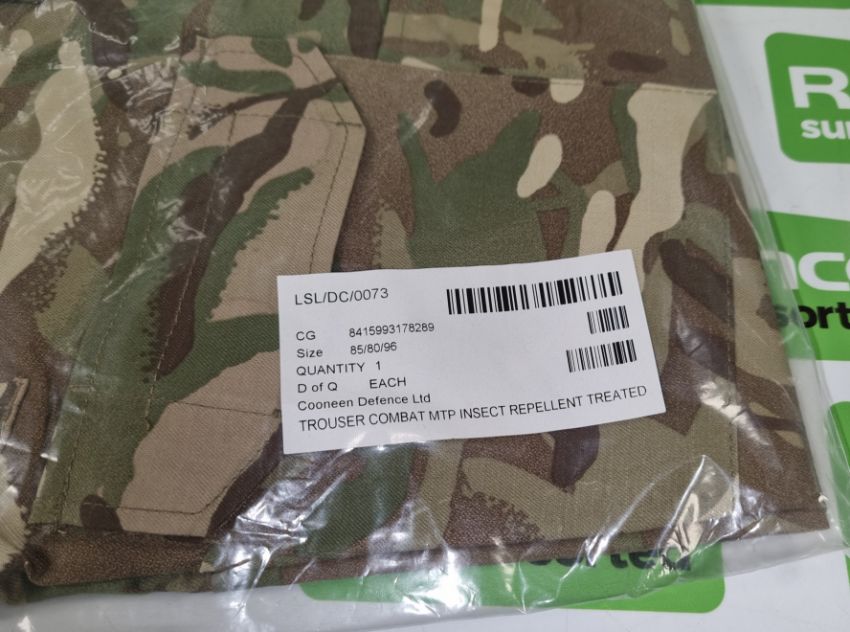 LSL/DC/0073
CG 8415993178289
Size 85/80/96
QUANTITY 1
D of Q EACH
Cooneen Defence Ltd
TROUSER COMBAT MTP INSECT REPELLENT TREATED